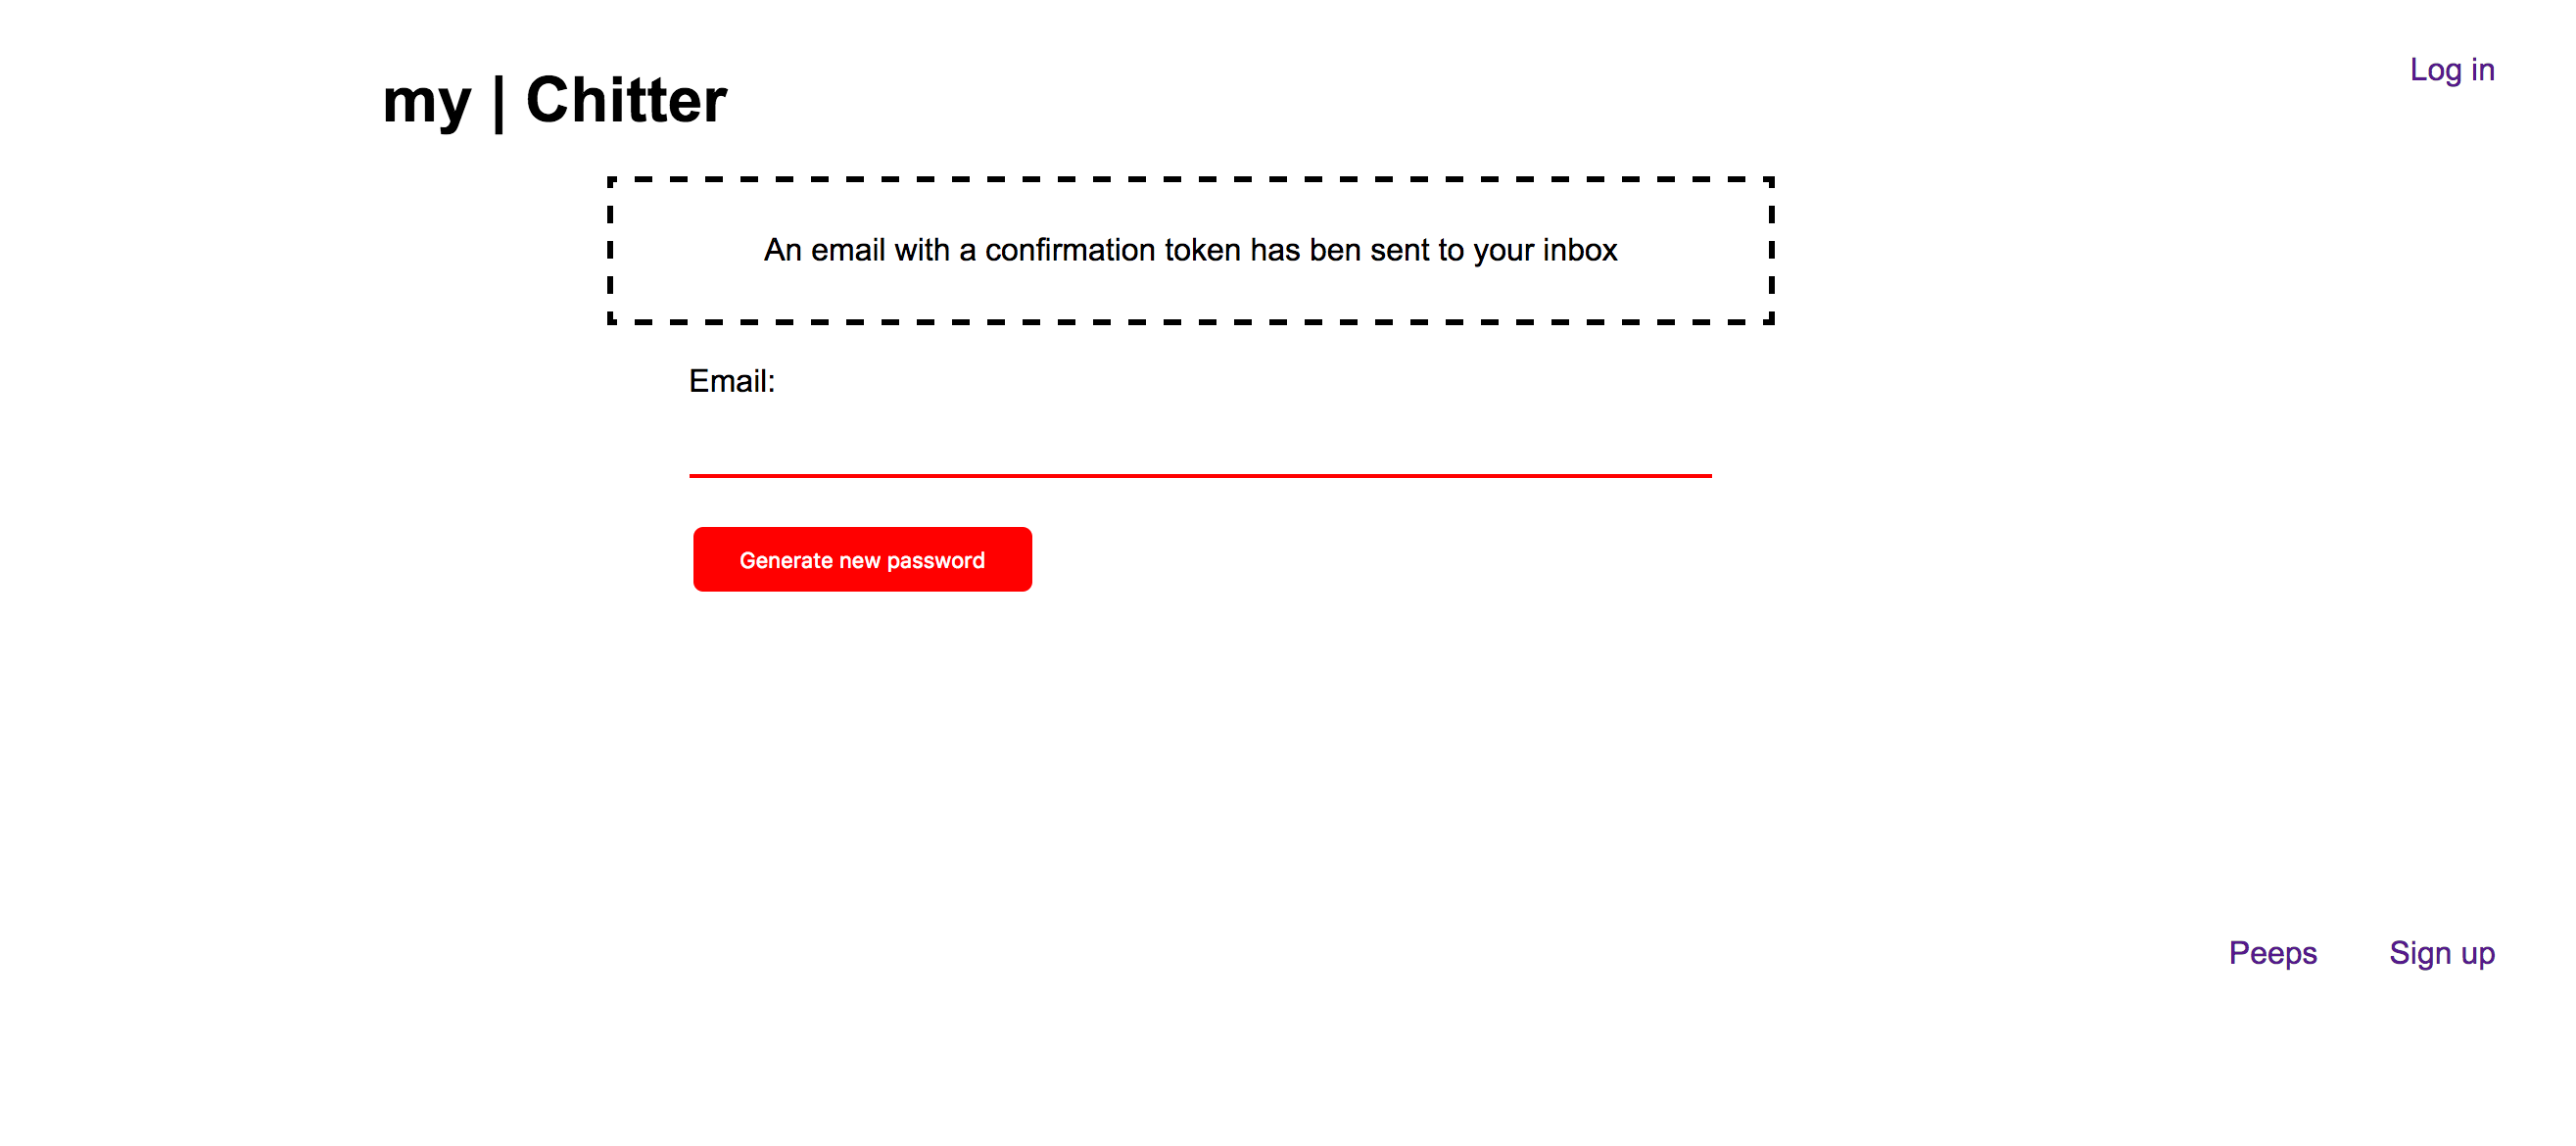 Log in
my | Chitter
An email with a confirmation token has ben sent to your inbox
Email:
Generate new password
Peeps Sign up